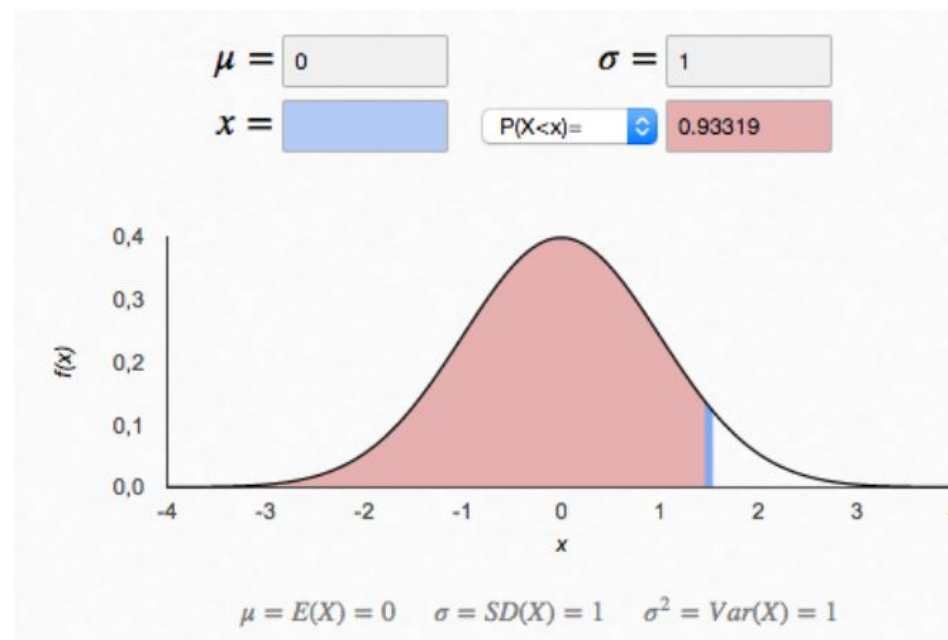 μ = 0 σ = 1
x = P(X<x)= 0.93319
0,4
0,3
0,2
0,1
0,0
f(x)
-4 -3 -2 -1 0 1 2 3
x
μ = E(X) = 0 σ = SD(X) = 1 σ² = Var(X) = 1